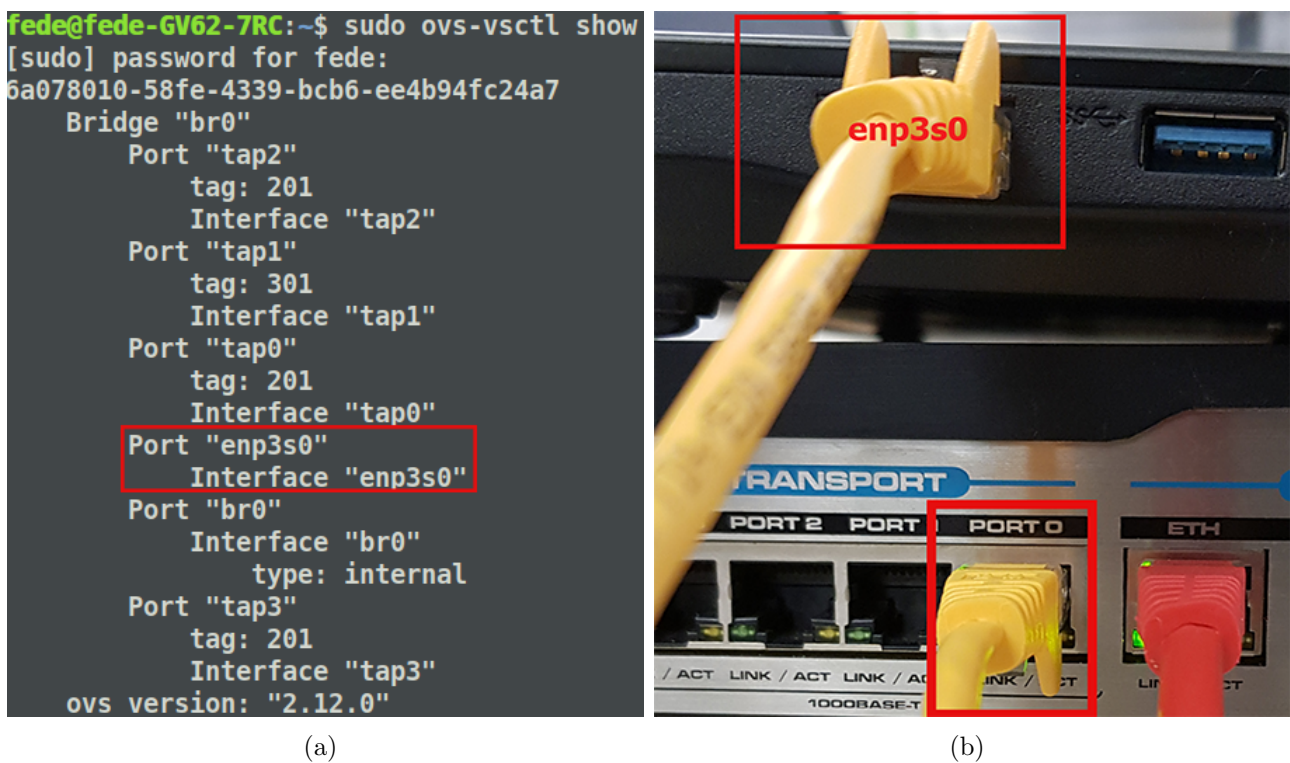 fede@fede-GV62-7RC:~$ sudo ovs-vsctl show
[sudo] password for fede:
6a078010-58fe-4339-bcb6-ee4b94fc24a7
Bridge "br0"
Port "tap2"
tag: 201
Interface "tap2"
Port "tap1"
tag: 301
Interface "tap1"
Port "tap0"
tag: 201
Interface "tap0"
Port "enp3s0"
Interface "enp3s0"
Port "br0"
Interface "br0"
type: internal
Port "tap3"
tag: 201
Interface "tap3"
ovs version: "2.12.0"
(a)
enp3s0
TRANSPORT
PORT 2 PORT PORT 0 ETH
/ ACT LINK / ACT LINK / /
1000BASE-T
(b)